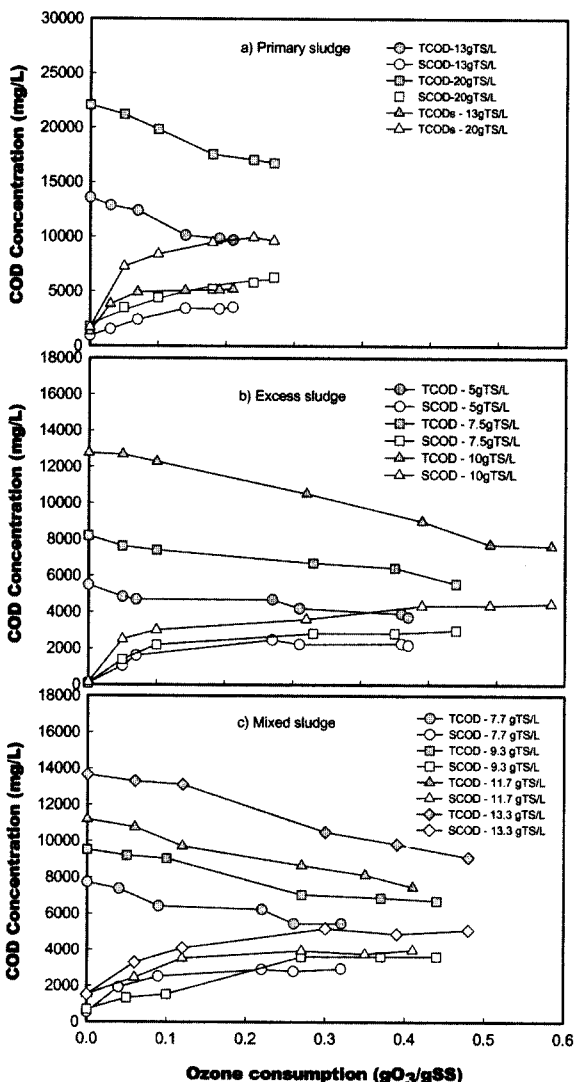 30000
25000
20000
15000
10000
5000
0
COD Concentration (mg/L)
a) Primary sludge
TCOD-13gTS/L
SCOD-13gTS/L
TCOD-20gTS/L
SCOD-20gTS/L
TCODs - 13gTS/L
TCODs - 20gTS/L
18000
16000
14000
12000
10000
8000
6000
4000
2000
0
COD Concentration (mg/L)
b) Excess sludge
TCOD - 5gTS/L
SCOD - 5gTS/L
TCOD - 7.5gTS/L
SCOD - 7.5gTS/L
TCOD - 10gTS/L
SCOD - 10gTS/L
18000
16000
14000
12000
10000
8000
6000
4000
2000
0
COD Concentration (mg/L)
c) Mixed sludge
TCOD - 7.7 gTS/L
SCOD - 7.7 gTS/L
TCOD - 9.3 gTS/L
SCOD - 9.3 gTS/L
TCOD - 11.7 gTS/L
SCOD - 11.7 gTS/L
TCOD - 13.3 gTS/L
SCOD - 13.3 gTS/L
0.0 0.1 0.2 0.3 0.4 0.5 0.6
Ozone consumption (gO₃/gSS)